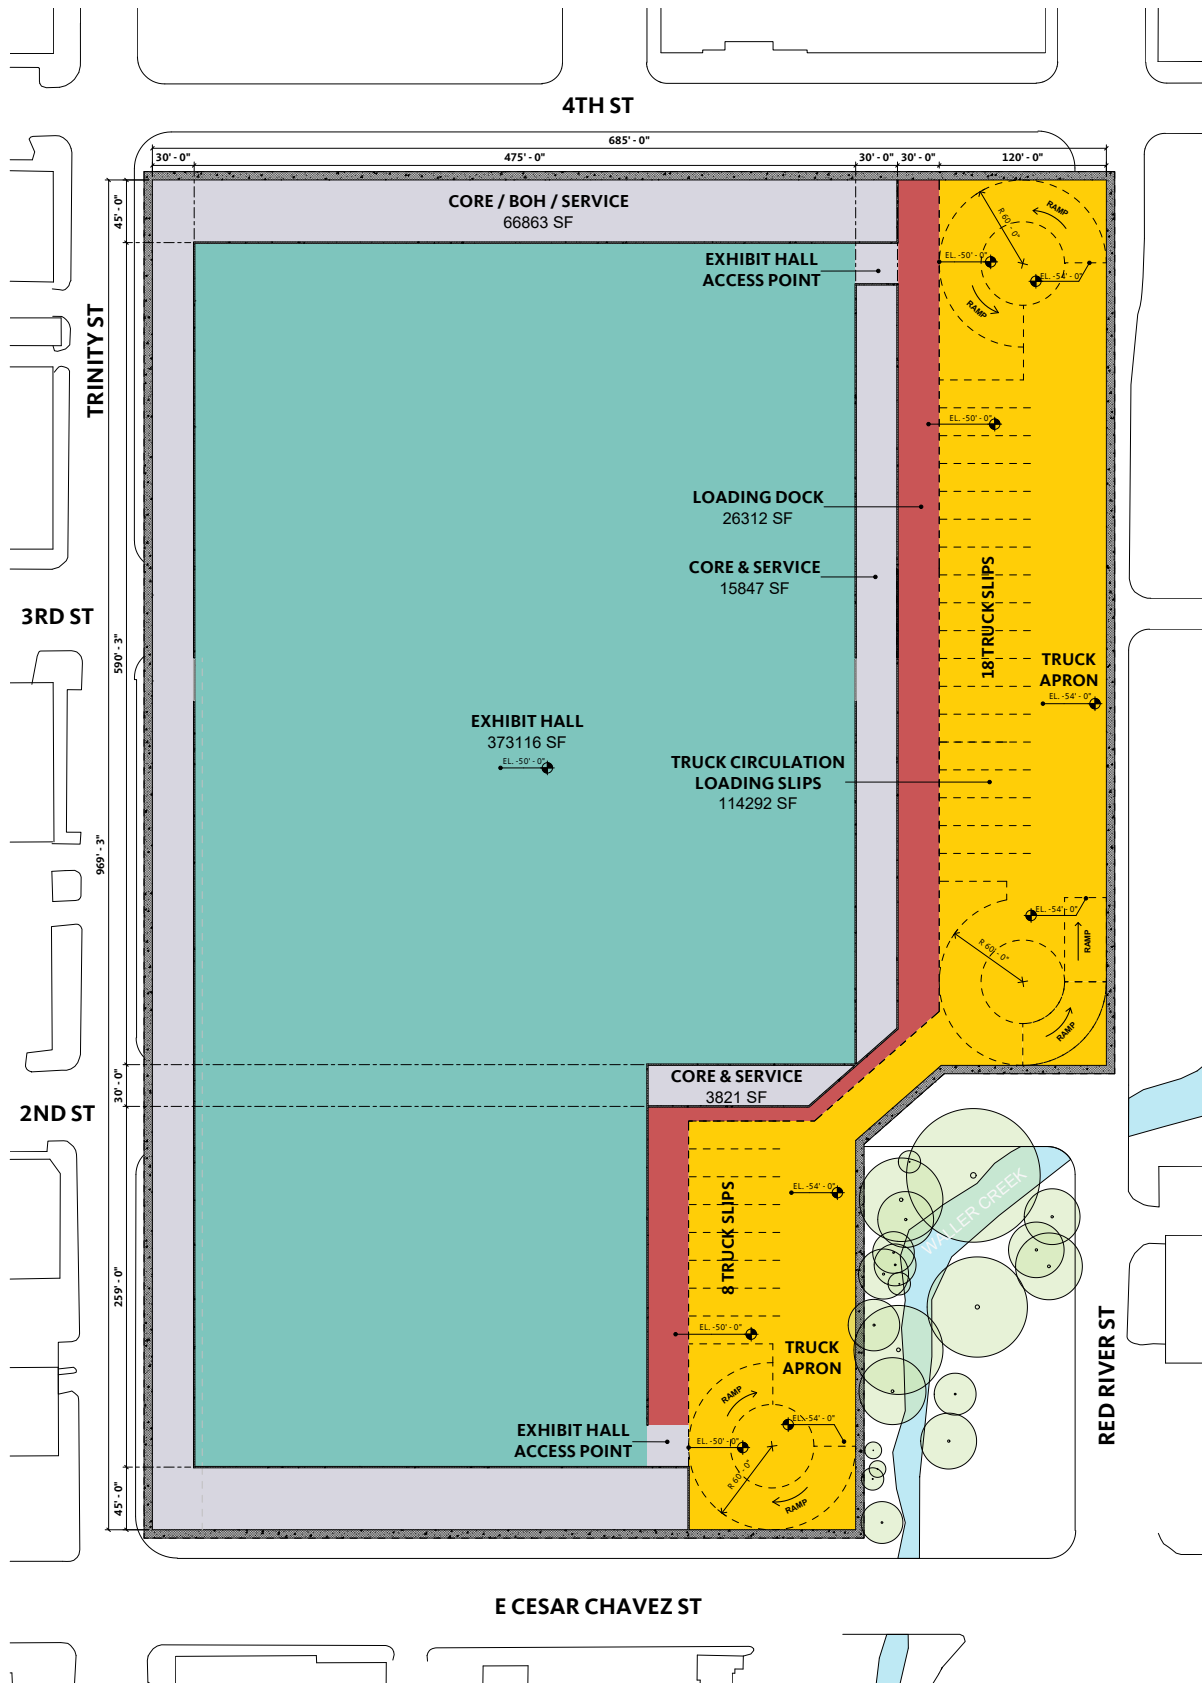 4TH ST
685' - 0"
30' - 0"
475' - 0"
30' - 0"
30' - 0"
120' - 0"
45' - 0"
CORE / BOH / SERVICE
66863 SF
EXHIBIT HALL
ACCESS POINT
R 60' - 0"
RAMP
EL. -50' - 0"
EL. -54' - 0"
RAMP
TRINITY ST
EL. -50' - 0"
LOADING DOCK
26312 SF
CORE & SERVICE
15847 SF
18 TRUCK SLIPS
3RD ST
590' - 3"
TRUCK
APRON
EL. -54' - 0"
EXHIBIT HALL
373116 SF
EL. -50' - 0"
TRUCK CIRCULATION
LOADING SLIPS
114292 SF
969' - 3"
EL. -54' - 0"
R 60' - 0"
RAMP
RAMP
30' - 0"
CORE & SERVICE
3821 SF
2ND ST
8 TRUCK SLIPS
EL. -54' - 0"
WALLER CREEK
259' - 0"
EL. -50' - 0"
TRUCK
APRON
RED RIVER ST
RAMP
EL. -54' - 0"
EXHIBIT HALL
ACCESS POINT
EL. -50' - 0"
R 60' - 0"
RAMP
45' - 0"
E CESAR CHAVEZ ST